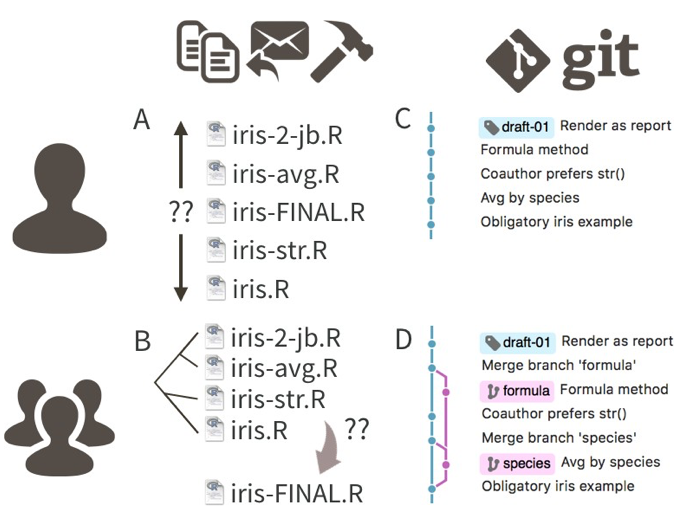 git
A
iris-2-jb.R
iris-avg.R
?? iris-FINAL.R
iris-str.R
iris.R
C
draft-01 Render as report
Formula method
Coauthor prefers str()
Avg by species
Obligatory iris example
B
iris-2-jb.R
iris-avg.R
iris-str.R
iris.R ??
iris-FINAL.R
D
draft-01 Render as report
Merge branch 'formula'
formula Formula method
Coauthor prefers str()
Merge branch 'species'
species Avg by species
Obligatory iris example